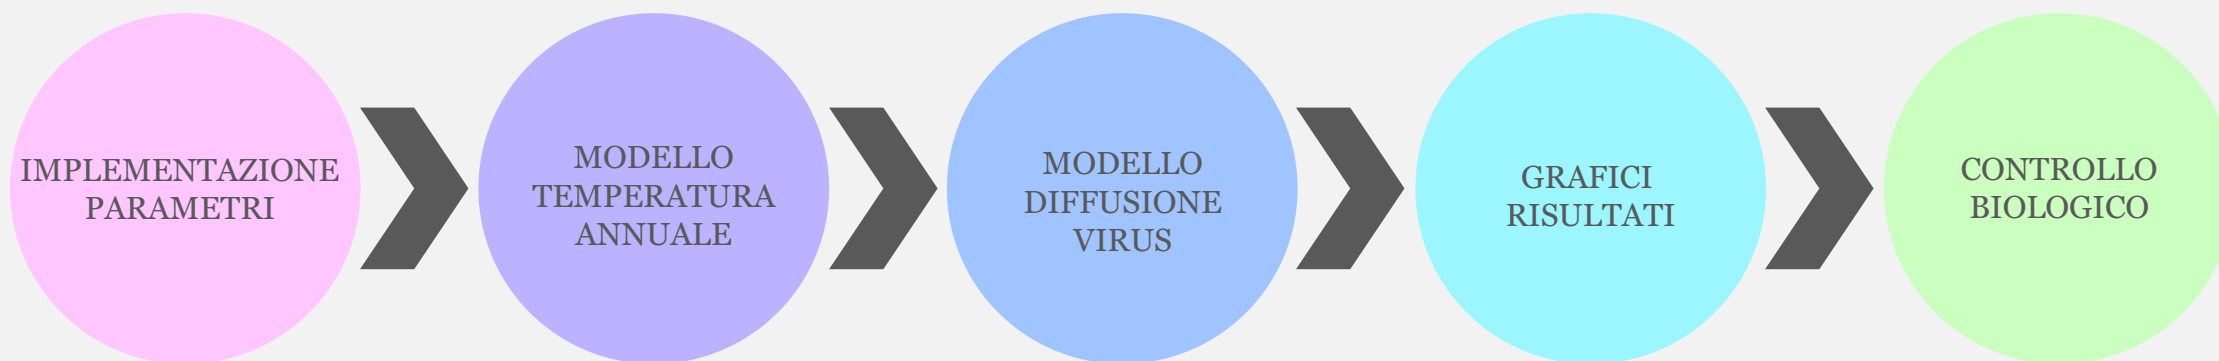 IMPLEMENTAZIONE
PARAMETRI
MODELLO
TEMPERATURA
ANNUALE
MODELLO
DIFFUSIONE
VIRUS
GRAFICI
RISULTATI
CONTROLLO
BIOLOGICO